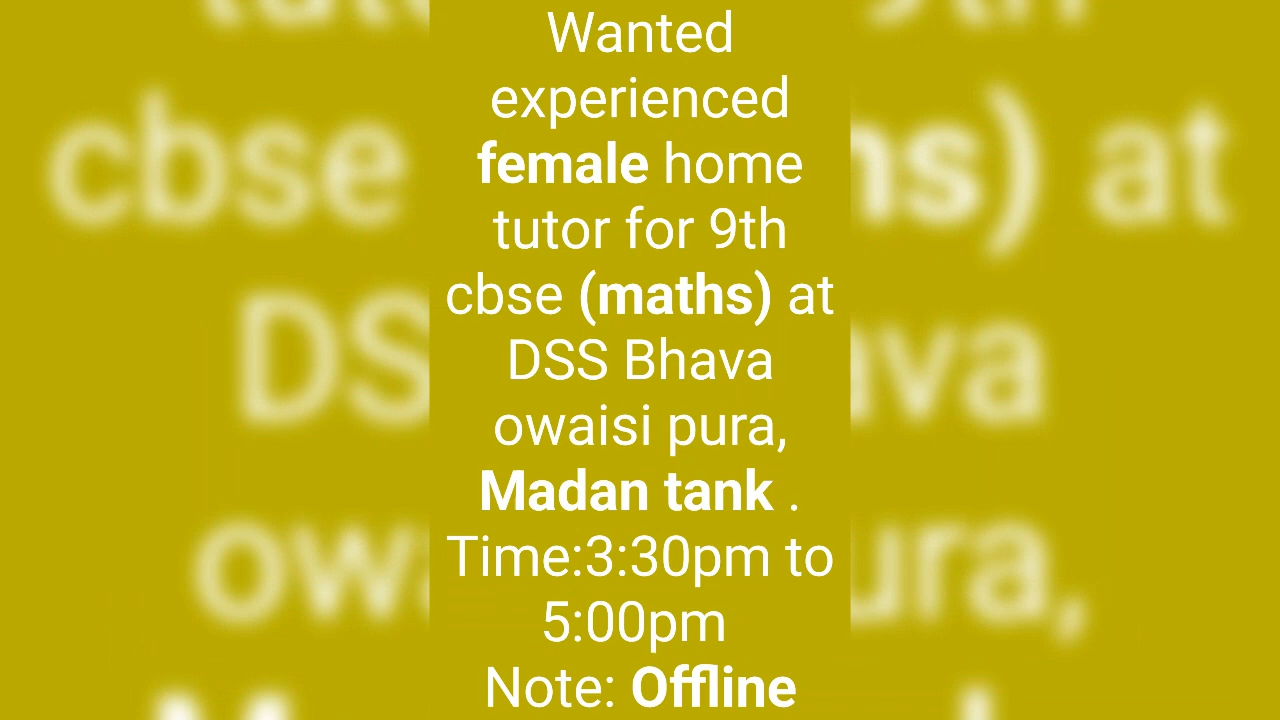 Wanted
experienced
female home
tutor for 9th
cbse (maths) at
DSS Bhava
owaisi pura,
Madan tank .
Time:3:30pm to
5:00pm
Note: Offline